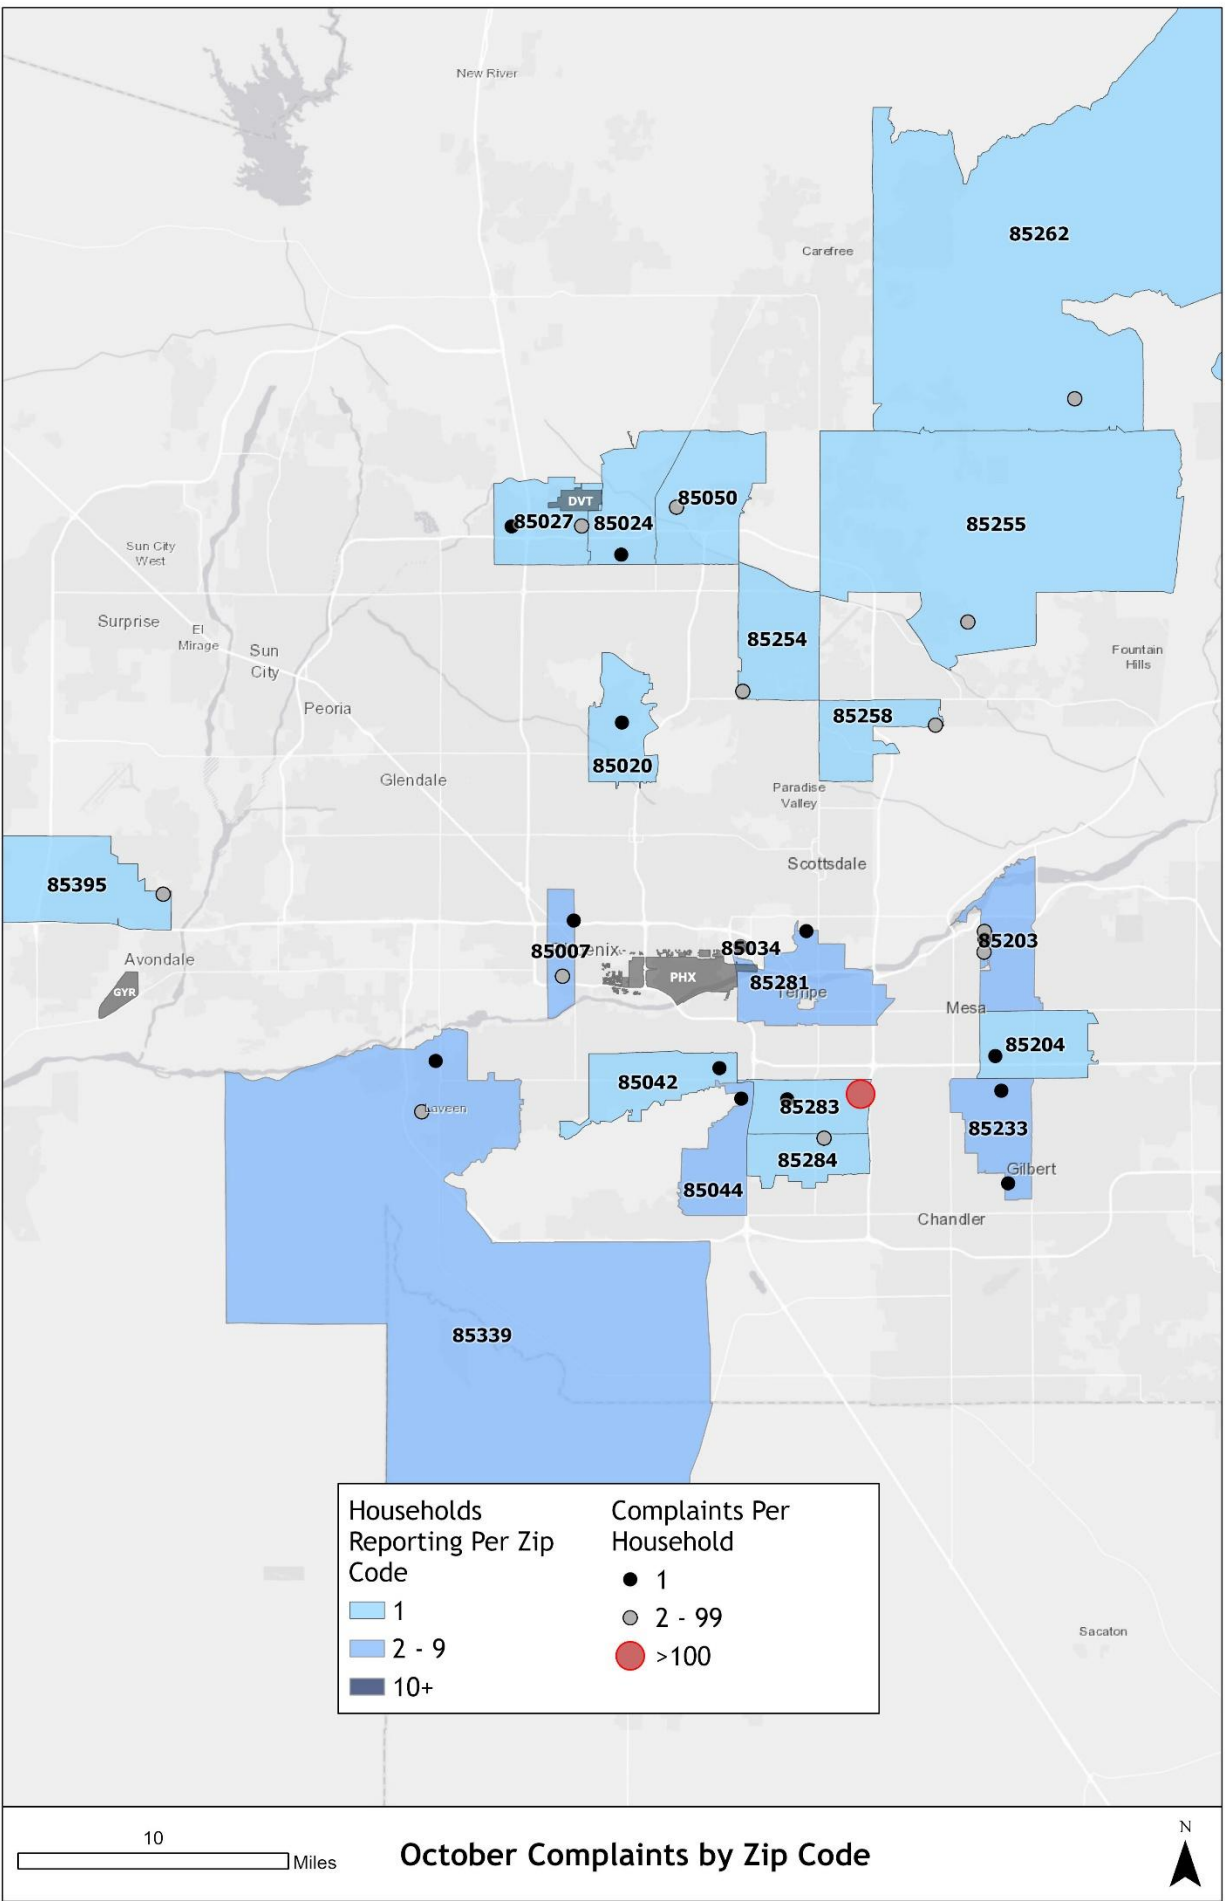 New River
Carefree
85262
85050
DVT
85027
85024
85255
Sun City
West
Surprise
El
Mirage
Sun
City
85254
Fountain
Hills
Peoria
85258
85020
Glendale
Paradise
Valley
Scottsdale
85395
85007
enix
85034
85203
Avondale
PHX
85281
Tempe
GYR
Mesa
85204
85042
85283
Laveen
85233
85284
Gilbert
85044
Chandler
85339
Households
Reporting Per Zip
Code
1
2 - 9
10+
Complaints Per
Household
1
2 - 99
>100
Sacaton
10
Miles
October Complaints by Zip Code
N